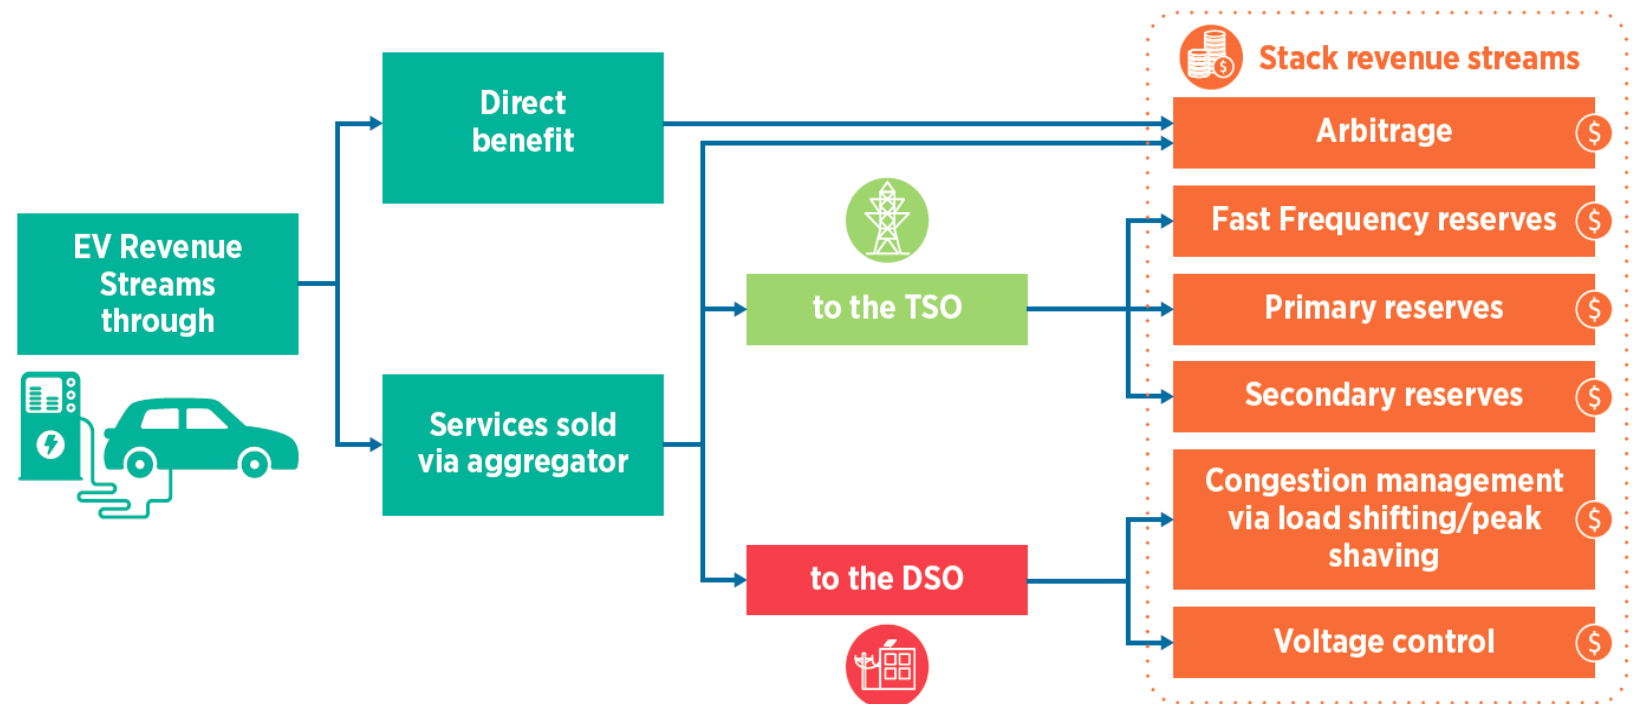 Stack revenue streams
Direct
benefit
Arbitrage
$
EV Revenue
Streams
through
Fast Frequency reserves
$
to the TSO
Primary reserves
$
Services sold
via aggregator
Secondary reserves
$
Congestion management
via load shifting/peak
shaving
$
to the DSO
Voltage control
$
$